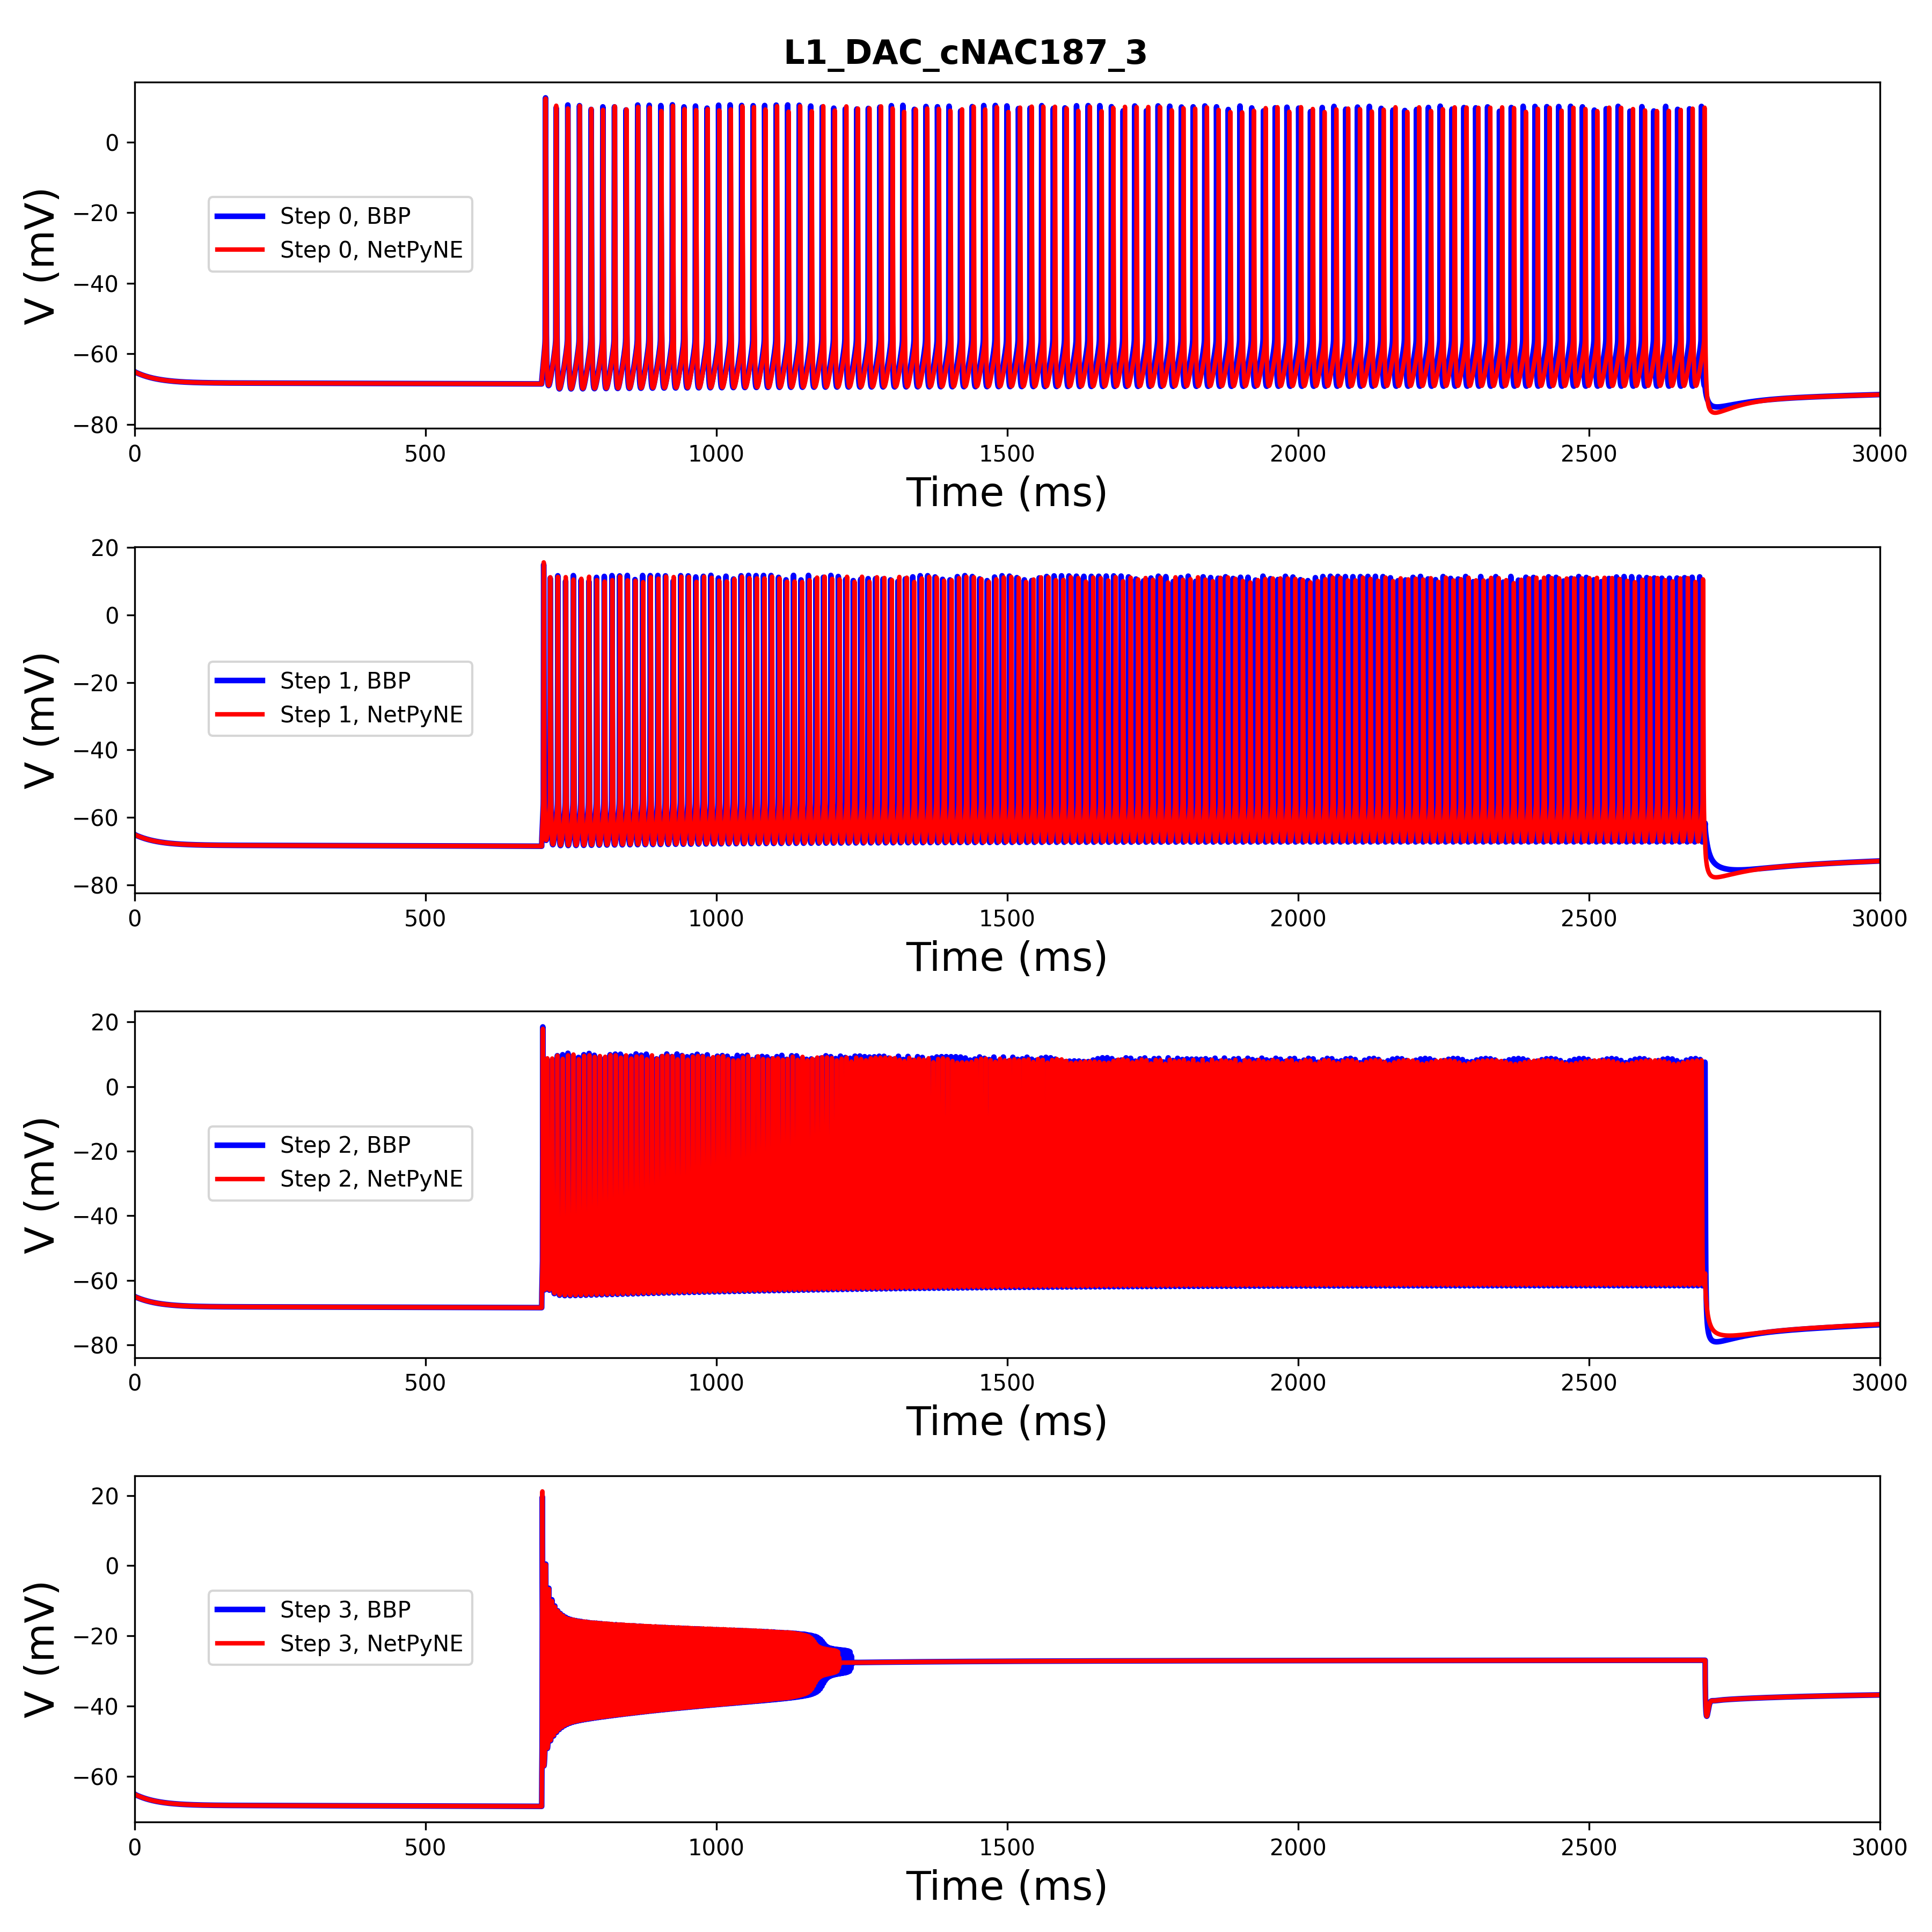 L1_DAC_cNAC187_3
V (mV)
0
−20
−40
−60
−80
Step 0, BBP
Step 0, NetPyNE
0 500 1000 1500 2000 2500 3000
Time (ms)
V (mV)
20
0
−20
−40
−60
−80
Step 1, BBP
Step 1, NetPyNE
0 500 1000 1500 2000 2500 3000
Time (ms)
V (mV)
20
0
−20
−40
−60
−80
Step 2, BBP
Step 2, NetPyNE
0 500 1000 1500 2000 2500 3000
Time (ms)
V (mV)
20
0
−20
−40
−60
Step 3, BBP
Step 3, NetPyNE
0 500 1000 1500 2000 2500 3000
Time (ms)